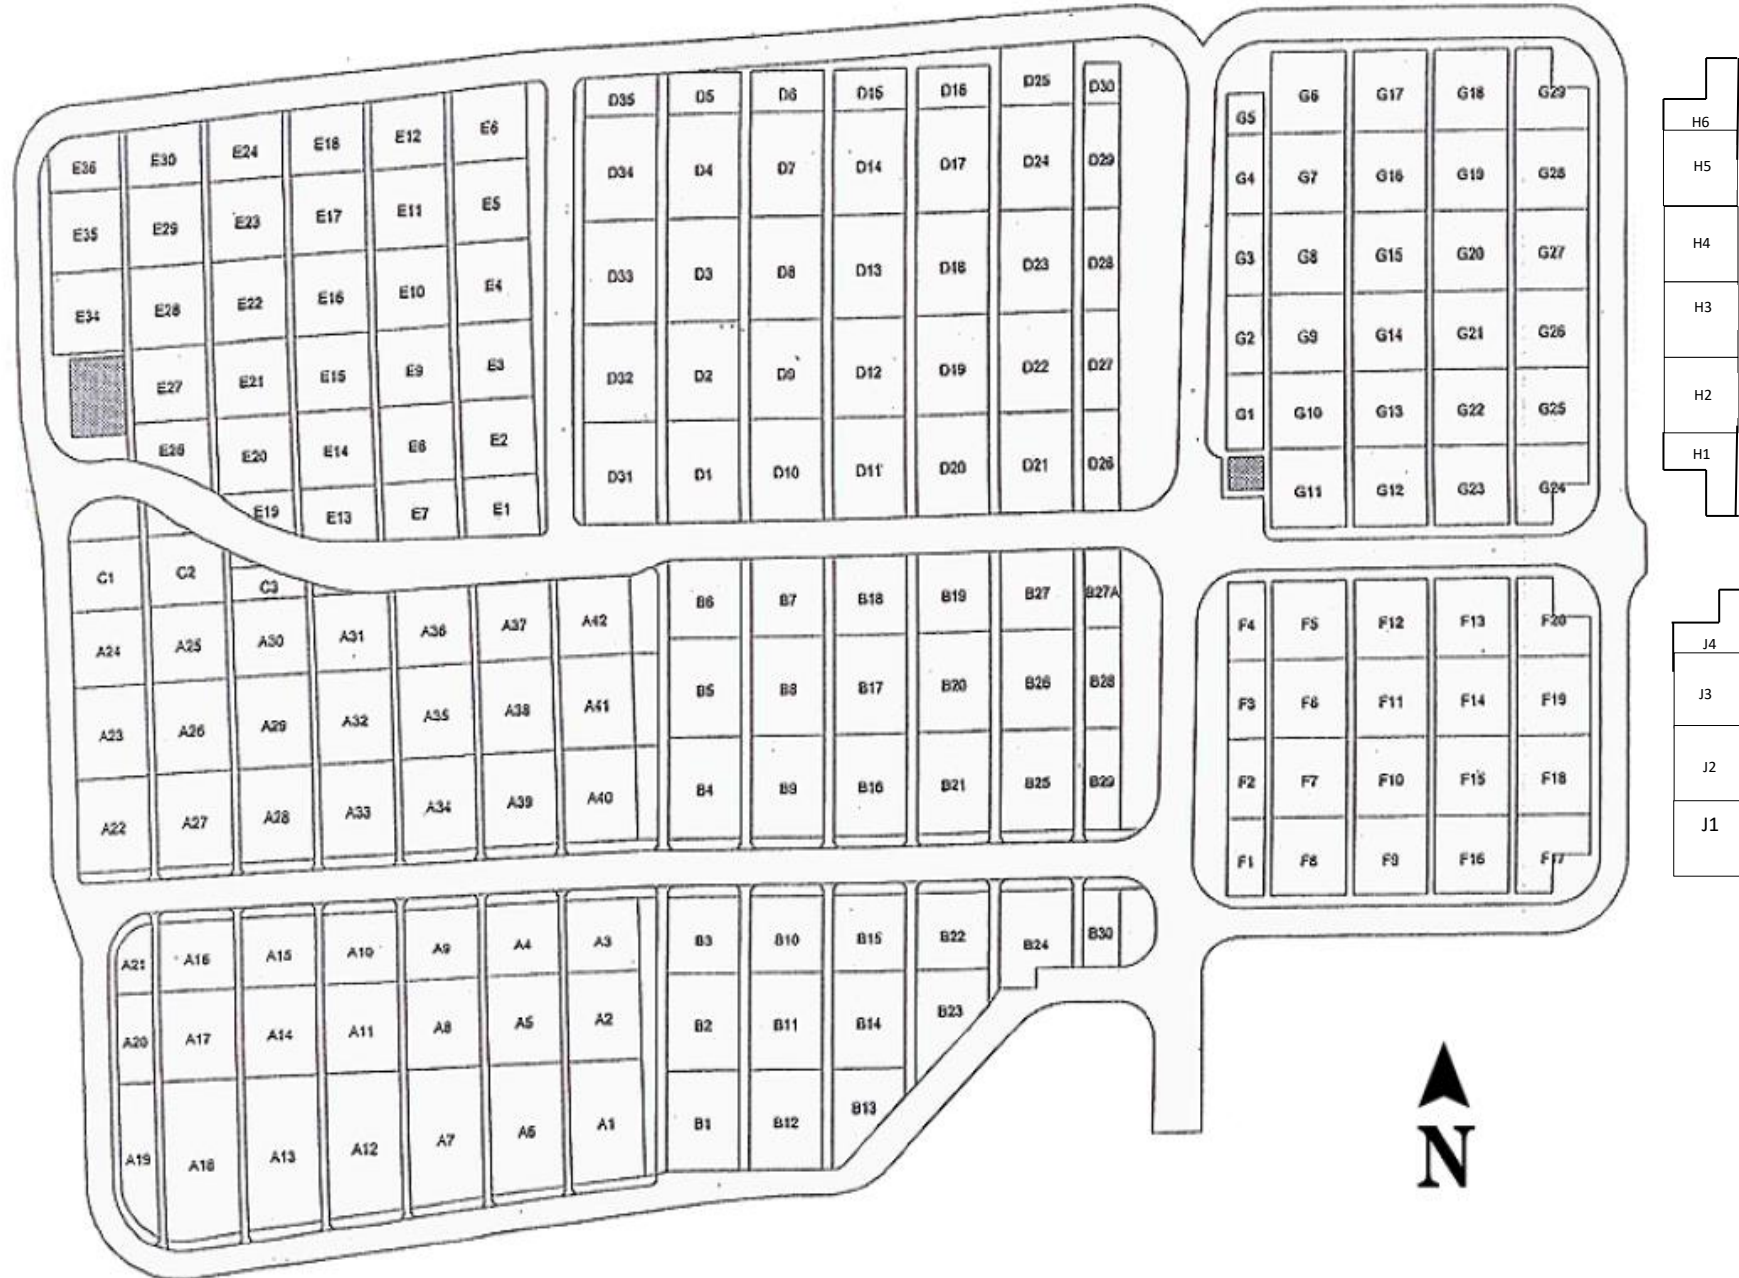 D35 D5 D6 D15 D16 D25 D30
E36 E30 E24 E18 E12 E6
D34 D4 D7 D14 D17 D24 D29
E35 E29 E23 E17 E11 E5
D33 D3 D8 D13 D18 D23 D28
E34 E28 E22 E16 E10 E4
D32 D2 D9 D12 D19 D22 D27
E27 E21 E15 E9 E3
D31 D1 D10 D11 D20 D21 D26
E26 E20 E14 E8 E2
E19 E13 E7 E1
G5 G6 G17 G18 G29
G4 G7 G16 G19 G28
G3 G8 G15 G20 G27
G2 G9 G14 G21 G26
G1 G10 G13 G22 G25
G11 G12 G23 G24
H6
H5
H4
H3
H2
H1
C1 C2 C3
A24 A25 A30 A31 A36 A37 A42
A23 A26 A29 A32 A35 A38 A41
A22 A27 A28 A33 A34 A39 A40
B6 B7 B18 B19 B27 B27A
B5 B8 B17 B20 B26 B28
B4 B9 B16 B21 B25 B29
F4 F5 F12 F13 F20
F3 F6 F11 F14 F19
F2 F7 F10 F15 F18
F1 F8 F9 F16 F17
J4
J3
J2
J1
A21 A16 A15 A10 A9 A4 A3
A20 A17 A14 A11 A8 A5 A2
A19 A18 A13 A12 A7 A6 A1
B3 B10 B15 B22 B24 B30
B2 B11 B14 B23
B1 B12 B13
N